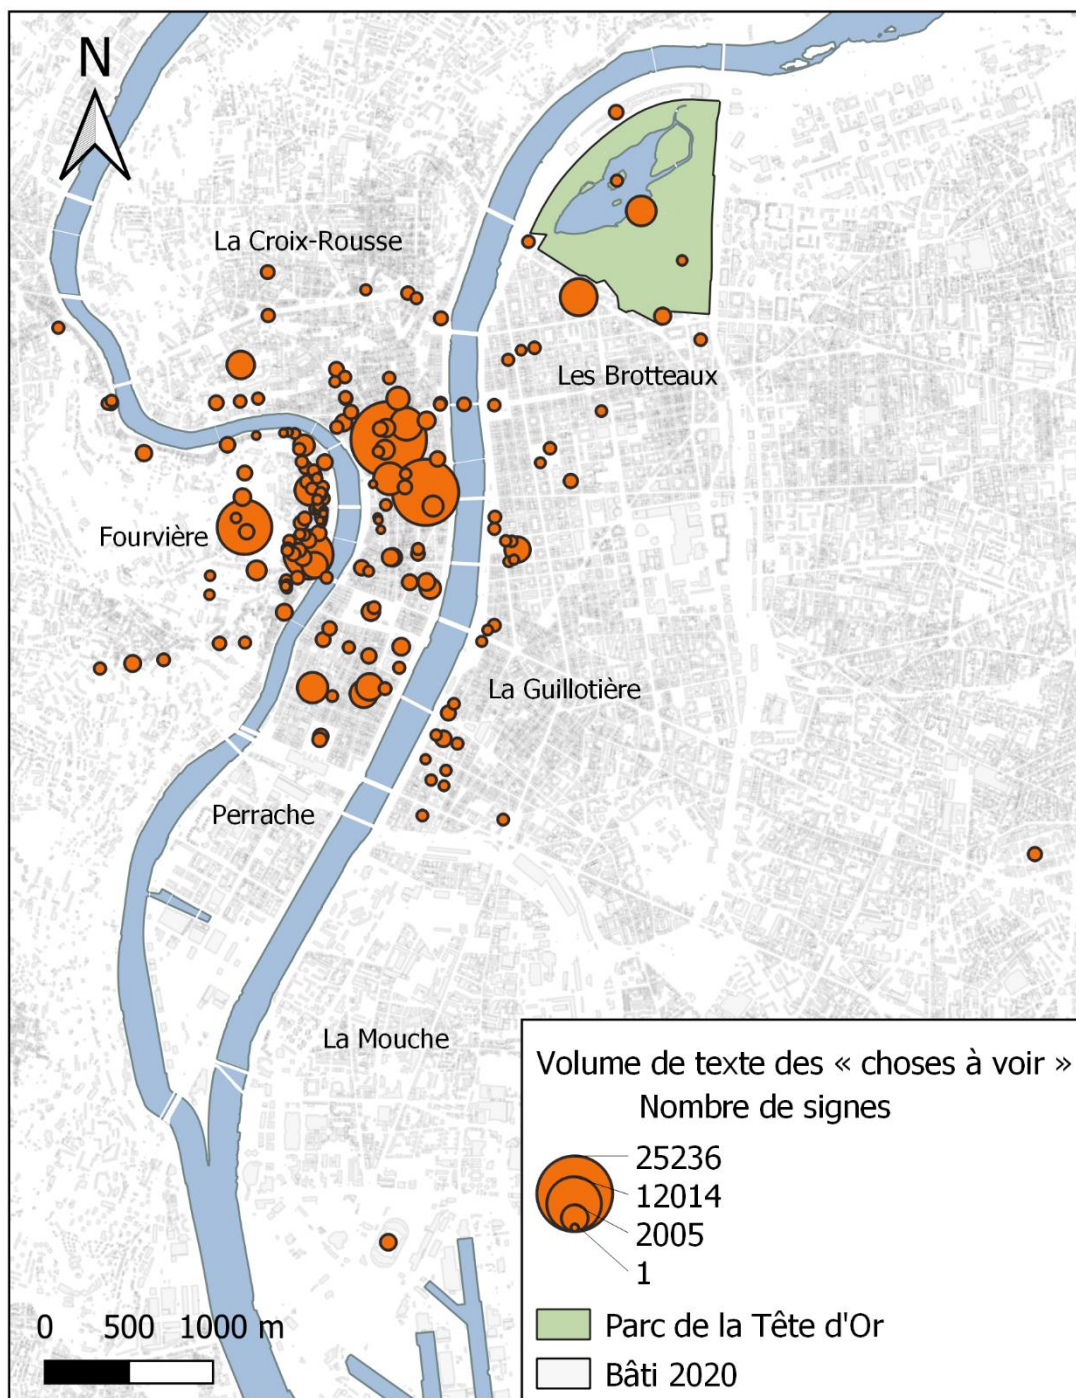 N
La Croix-Rousse
Les Brotteaux
Fourvière
La Guillotière
Perrache
La Mouche
Volume de texte des « choses à voir »
Nombre de signes
25236
12014
2005
1
0 500 1000 m
Parc de la Tête d'Or
Bâti 2020